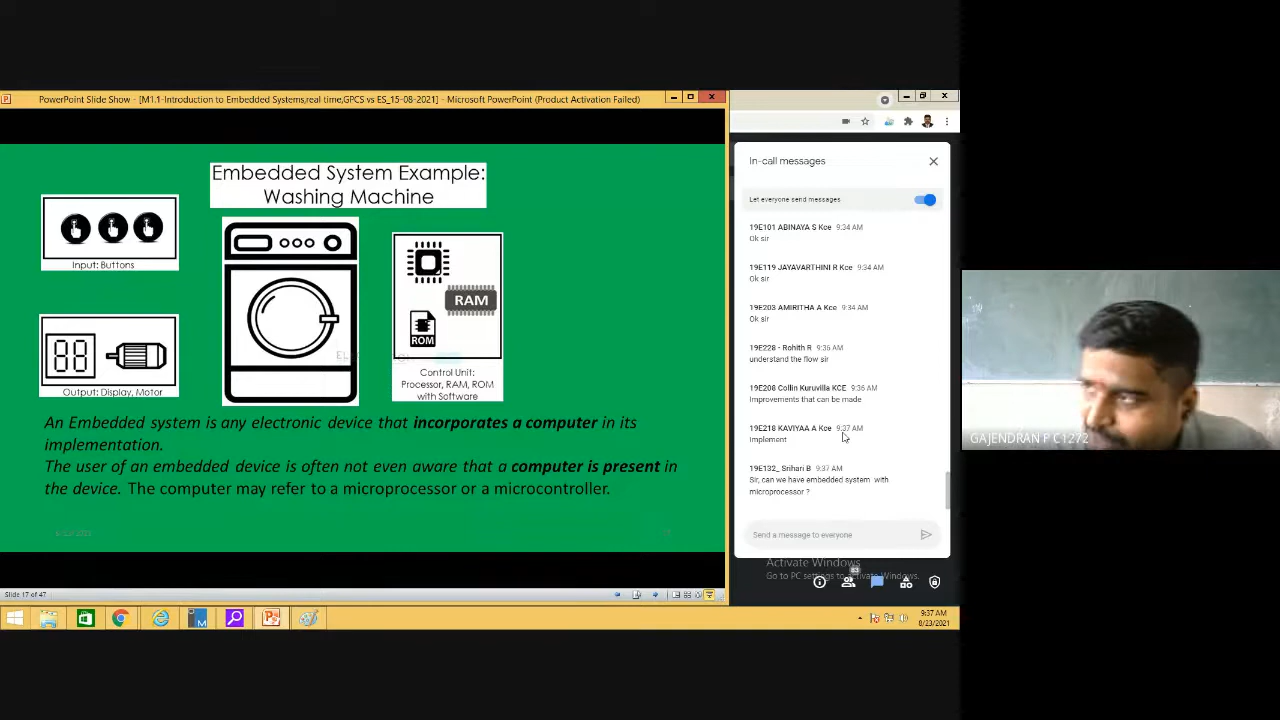 PowerPoint Slide Show - [M1.1-Introduction to Embedded Systems,real time,GPCS vs ES_15-08-2021] - Microsoft PowerPoint (Product Activation Failed)
Embedded System Example:
Washing Machine
Input: Buttons
RAM
ROM
88
Output: Display, Motor
Control Unit:
Processor, RAM, ROM
with Software
An Embedded system is any electronic device that incorporates a computer in its
implementation.
The user of an embedded device is often not even aware that a computer is present in
the device. The computer may refer to a microprocessor or a microcontroller.
Slide 17 of 47
In-call messages
Let everyone send messages
19E101 ABINAYA S Kce 9:34 AM
Ok sir
19E119 JAYAVARTHINI R Kce 9:34 AM
Ok sir
19E203 AMIRITHA A Kce 9:34 AM
Ok sir
19E228 - Rohith R 9:36 AM
understand the flow sir
19E208 Collin Kuruvilla KCE 9:36 AM
Improvements that can be made
19E218 KAVIYAA A Kce 9:37 AM
Implement
19E132_ Srihari B 9:37 AM
Sir, can we have embedded system with
microprocessor ?
Send a message to everyone
Activate Windows
Go to PC settings to Activate Windows.
83
9:37 AM
8/23/2021
GAJENDRAN P C1272